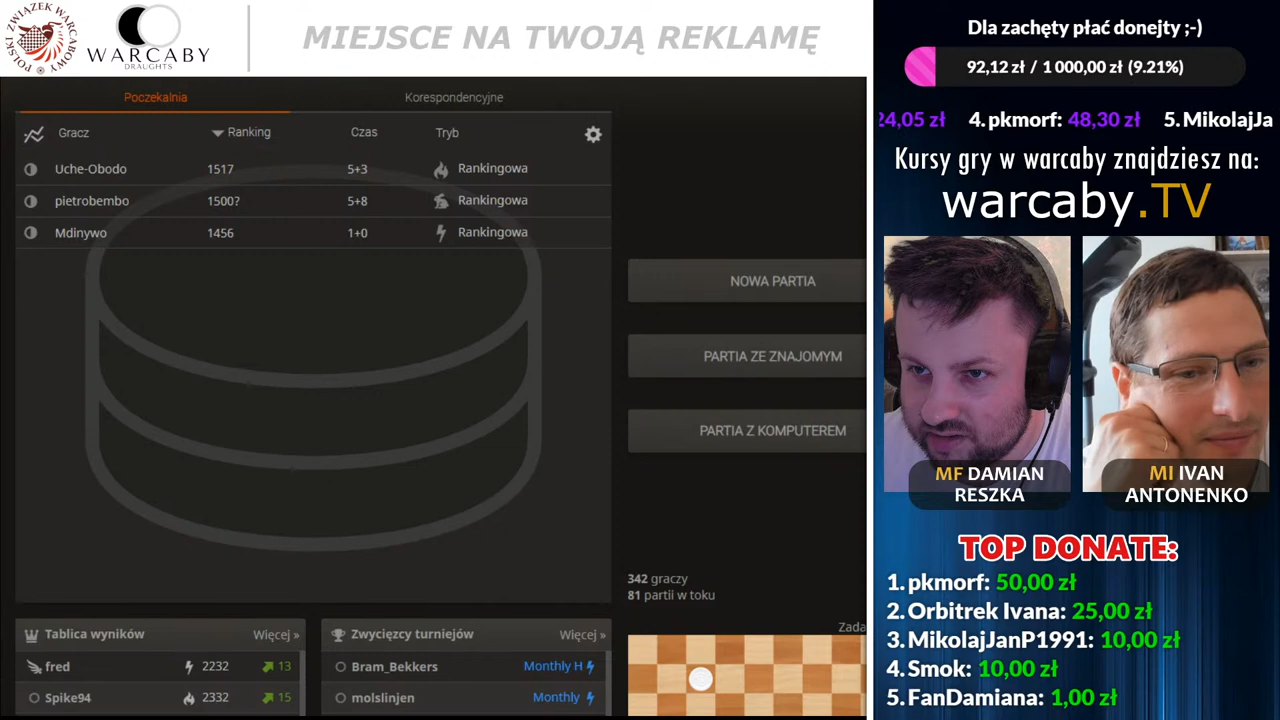 POLSKI ZWIĄZEK WARCABOWY
WARCABY
DRAUGHTS
MIEJSCE NA TWOJĄ REKLAMĘ
Poczekalnia
Korespondencyjne
Gracz Ranking Czas Tryb
Uche-Obodo 1517 5+3 Rankingowa
pletrobembo 1500? 5+8 Rankingowa
Mdinywo 1456 1+0 Rankingowa
NOWA PARTIA
PARTIA ZE ZNAJOMYM
PARTIA Z KOMPUTEREM
342 graczy
81 partii w toku
Tablica wyników Więcej »
fred 2232 13
Spike94 2332 15
Zwycięzcy turniejów Więcej »
Bram_Bekkers Monthly H
molslinjen Monthly
Zada
Dla zachęty płać donejty ;-)
92,12 zł / 1 000,00 zł (9.21%)
24,05 zł 4. pkmorf: 48,30 zł 5. MikolajJa
Kursy gry w warcaby znajdziesz na:
warcaby.TV
MF DAMIAN
RESZKA
MI IVAN
ANTONENKO
TOP DONATE:
1. pkmorf: 50,00 zł
2. Orbitrek Ivana: 25,00 zł
3. MikolajJanP1991: 10,00 zł
4. Smok: 10,00 zł
5. FanDamiana: 1,00 zł